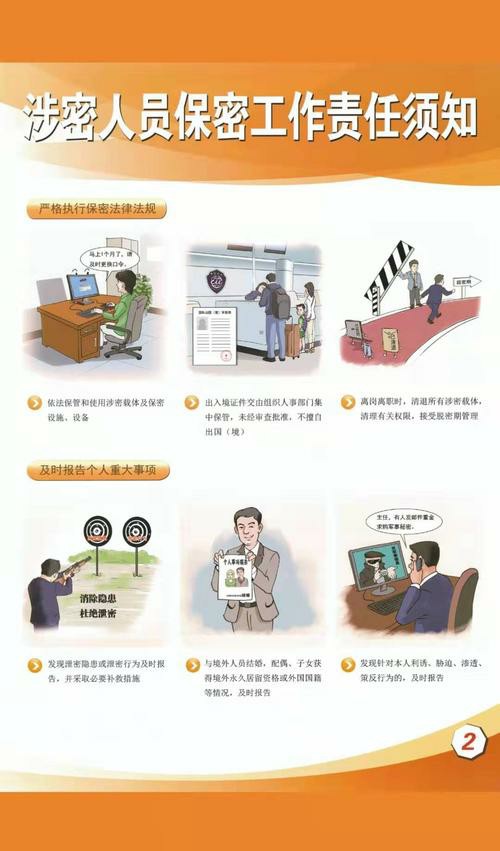 涉密人员保密工作责任须知
严格执行保密法律法规
马上1个月了,请
及时更换口令。
依法保管和使用涉密载体及保密
设施、设备
出入境证件交由组织人事部门集
中保管,未经审查批准,不擅自
出国(境)
脱密期
离岗离职时,清退所有涉密载体,
清理有关权限,接受脱密期管理
及时报告个人重大事项
消除隐患
杜绝泄密
发现泄密隐患或泄密行为及时报
告,并采取必要补救措施
个人事项报告
与境外人员结婚,配偶、子女获
得境外永久居留资格或外国国籍
等情况,及时报告
主任,有人发邮件重金
求购军事秘密。
发现针对本人利诱、胁迫、渗透、
策反行为的,及时报告
2